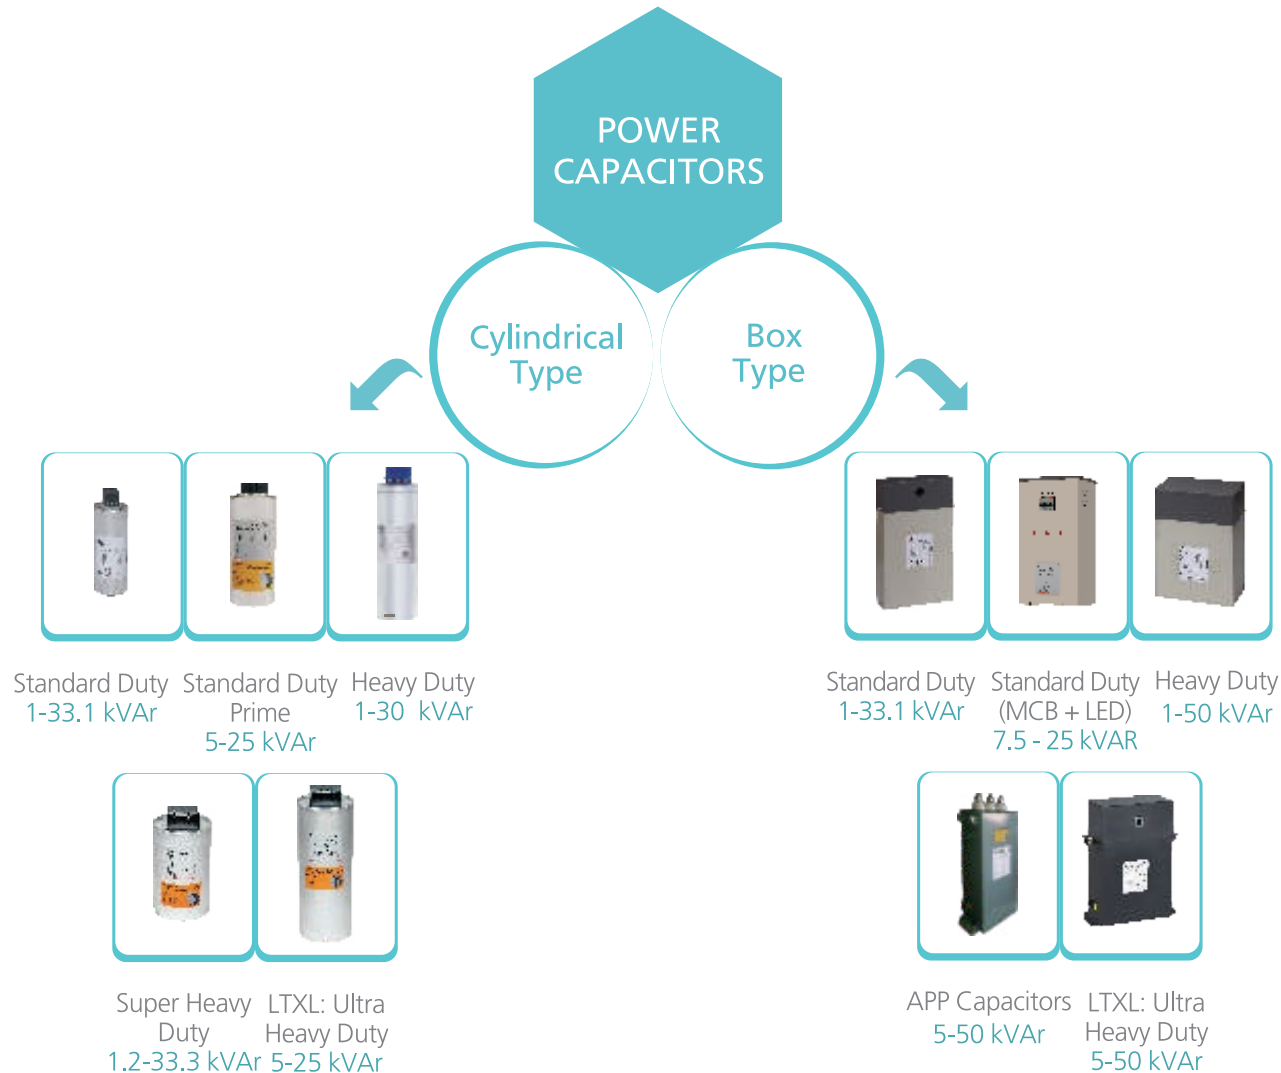 POWER
CAPACITORS
Cylindrical
Type
Box
Type
Standard Duty
1-33.1 kVAr
Standard Duty
Prime
5-25 kVAr
Heavy Duty
1-30 kVAr
Standard Duty
1-33.1 kVAr
Standard Duty
(MCB + LED)
7.5 - 25 kVAR
Heavy Duty
1-50 kVAr
Super Heavy
Duty
1.2-33.3 kVAr
LTXL: Ultra
Heavy Duty
5-25 kVAr
APP Capacitors
5-50 kVAr
LTXL: Ultra
Heavy Duty
5-50 kVAr